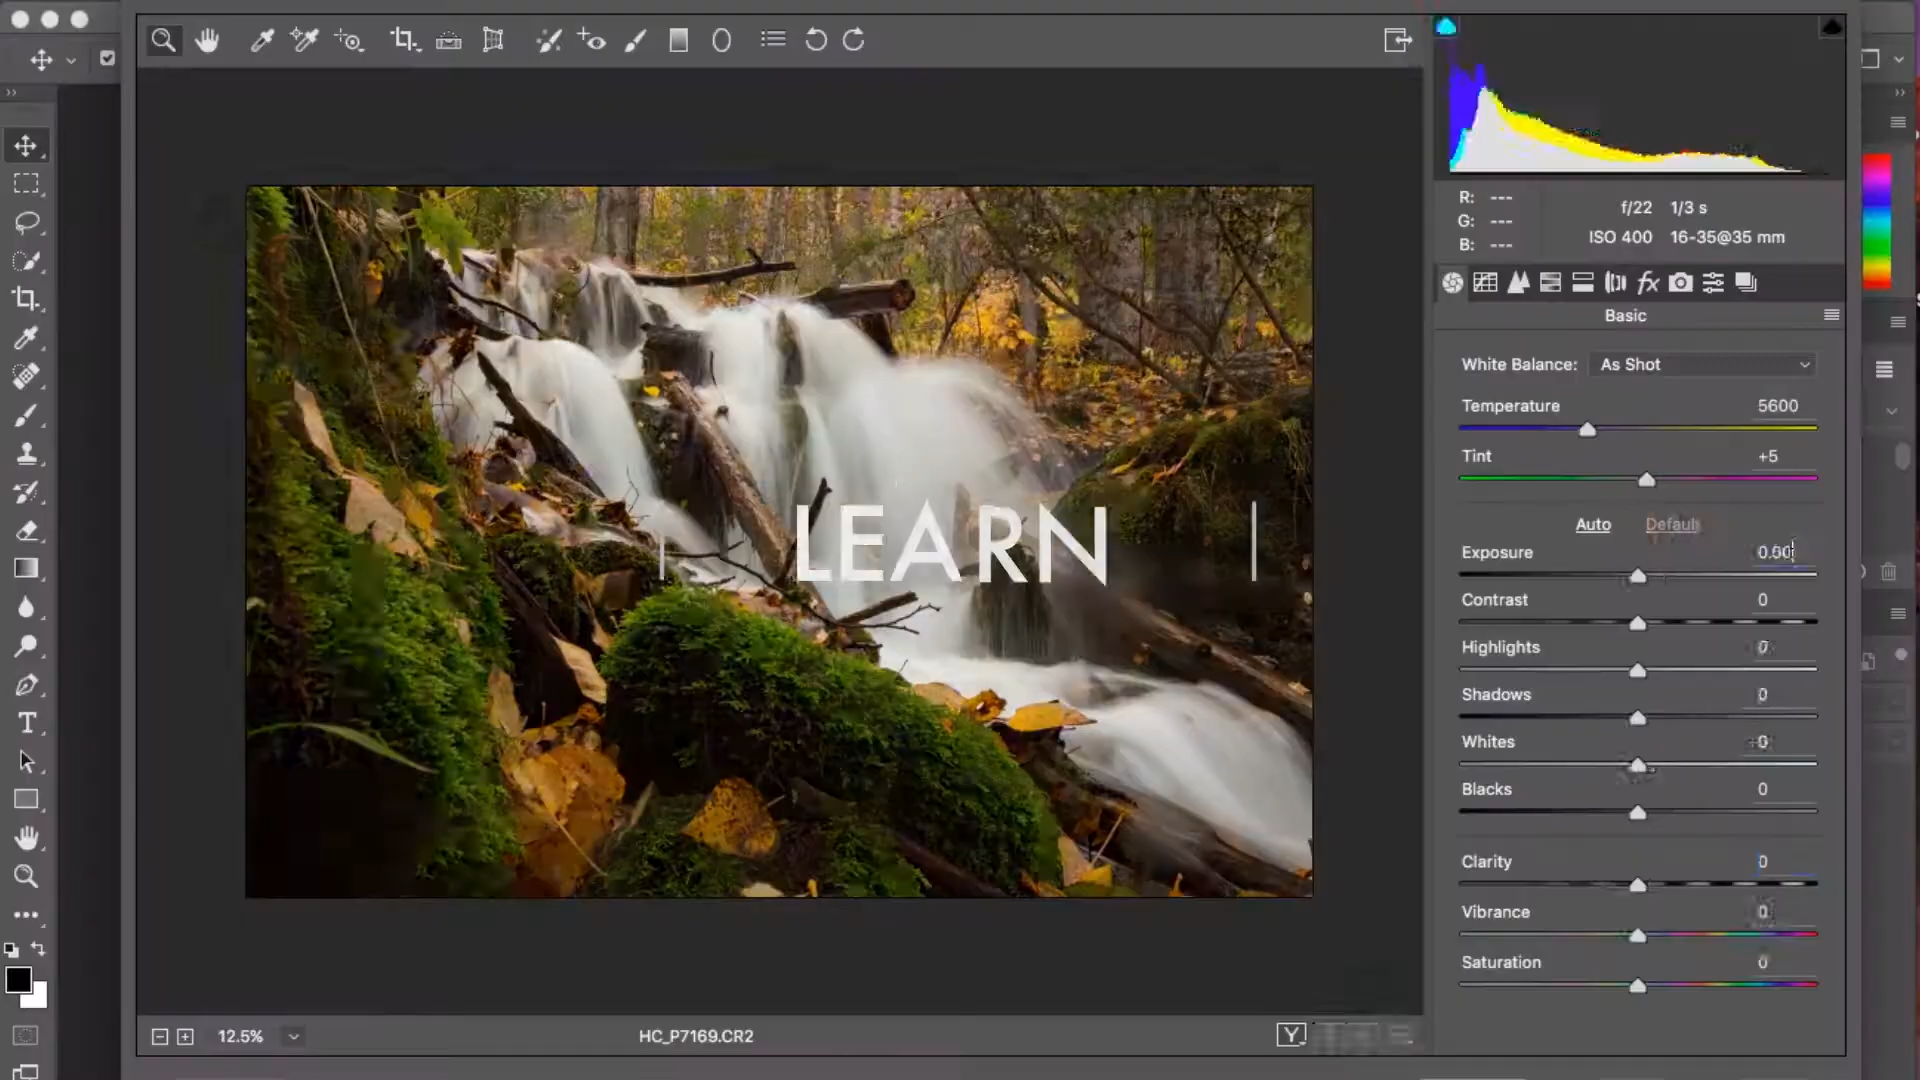 R: ---
G: ---
B: ---
f/22 1/3 s
ISO 400 16-35@35 mm
fx
Basic
White Balance: As Shot
Temperature 5600
Tint +5
Auto Default
Exposure
Contrast 0
Highlights 0
Shadows 0
Whites 0
Blacks 0
Clarity 0
Vibrance 0
Saturation 0
LEARN
T
12.5%
HC_P7169.CR2
Y